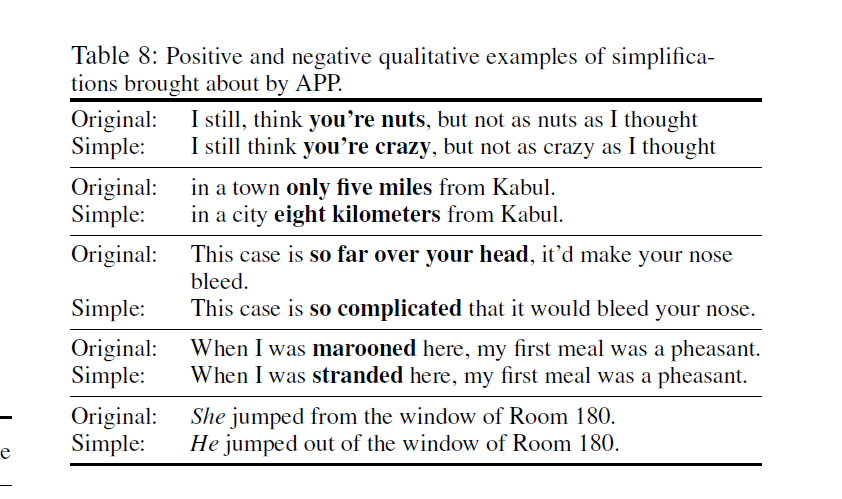 Table 8: Positive and negative qualitative examples of simplifica-
tions brought about by APP.
Original: I still, think you're nuts, but not as nuts as I thought
Simple: I still think you're crazy, but not as crazy as I thought
Original: in a town only five miles from Kabul.
Simple: in a city eight kilometers from Kabul.
Original: This case is so far over your head, it'd make your nose
bleed.
Simple: This case is so complicated that it would bleed your nose.
Original: When I was marooned here, my first meal was a pheasant.
Simple: When I was stranded here, my first meal was a pheasant.
Original: She jumped from the window of Room 180.
Simple: He jumped out of the window of Room 180.
e